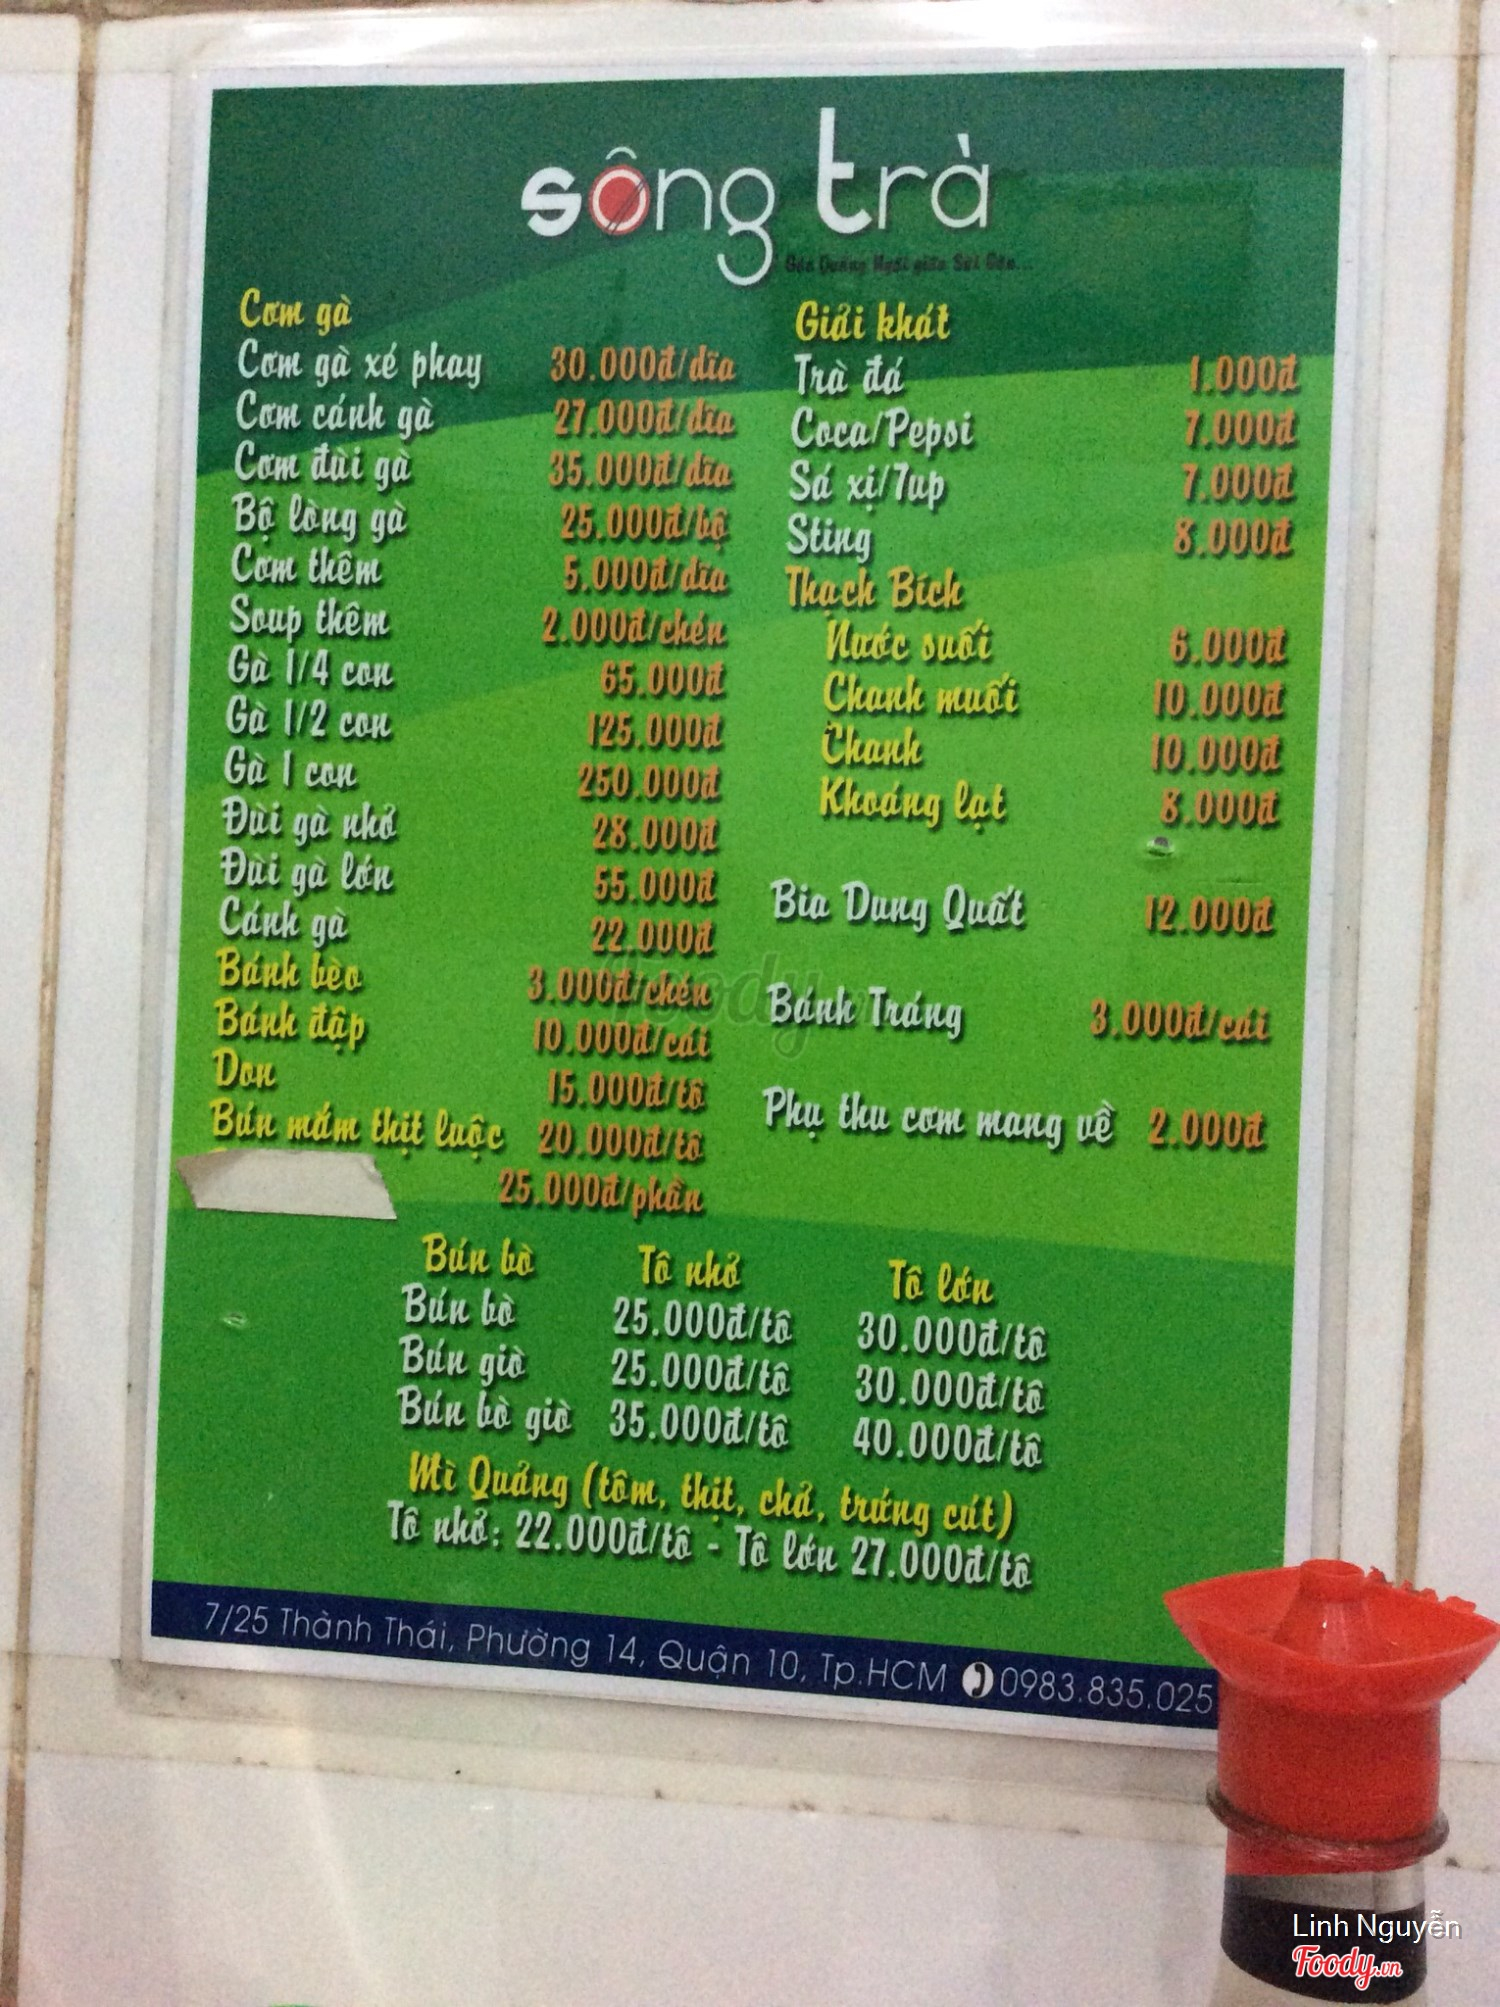 sông trà
Góc Quảng Ngãi giữa Sài Gòn...
Cơm gà
Cơm gà xé phay 30.000đ/dĩa
Cơm cánh gà 27.000đ/dĩa
Cơm đùi gà 35.000đ/dĩa
Bộ lòng gà 25.000đ/bộ
Cơm thêm 5.000đ/dĩa
Soup thêm 2.000đ/chén
Gà 1/4 con 65.000đ
Gà 1/2 con 125.000đ
Gà 1 con 250.000đ
Đùi gà nhỏ 28.000đ
Đùi gà lớn 55.000đ
Cánh gà 22.000đ
Bánh bèo 3.000đ/chén
Bánh đập 10.000đ/cái
Don 15.000đ/tô
Bún mắm thịt luộc 20.000đ/tô
25.000đ/phần
Giải khát
Trà đá 1.000đ
Coca/Pepsi 7.000đ
Sá xị/7up 7.000đ
Sting 8.000đ
Thạch Bích
Nước suối 6.000đ
Chanh muối 10.000đ
Chanh 10.000đ
Khoáng lạt 8.000đ
Bia Dung Quất 12.000đ
Bánh Tráng 3.000đ/cái
Phụ thu cơm mang về 2.000đ
Bún bò Tô nhỏ Tô lớn
Bún bò 25.000đ/tô 30.000đ/tô
Bún giò 25.000đ/tô 30.000đ/tô
Bún bò giò 35.000đ/tô 40.000đ/tô
Mì Quảng (tôm, thịt, chả, trứng cút)
Tô nhỏ: 22.000đ/tô - Tô lớn 27.000đ/tô
7/25 Thành Thái, Phường 14, Quận 10, Tp.HCM 0983.835.025
Foody.vn
Linh Nguyễn
Foody.vn